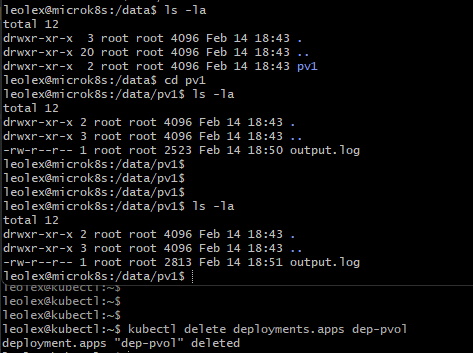 leolex@microk8s:/data$ ls -la
total 12
drwxr-xr-x  3 root root 4096 Feb 14 18:43 .
drwxr-xr-x 20 root root 4096 Feb 14 18:43 ..
drwxr-xr-x  2 root root 4096 Feb 14 18:43 pv1
leolex@microk8s:/data$ cd pv1
leolex@microk8s:/data/pv1$ ls -la
total 12
drwxr-xr-x 2 root root 4096 Feb 14 18:43 .
drwxr-xr-x 3 root root 4096 Feb 14 18:43 ..
-rw-r--r-- 1 root root 2523 Feb 14 18:50 output.log
leolex@microk8s:/data/pv1$
leolex@microk8s:/data/pv1$
leolex@microk8s:/data/pv1$
leolex@microk8s:/data/pv1$ ls -la
total 12
drwxr-xr-x 2 root root 4096 Feb 14 18:43 .
drwxr-xr-x 3 root root 4096 Feb 14 18:43 ..
-rw-r--r-- 1 root root 2813 Feb 14 18:51 output.log
leolex@microk8s:/data/pv1$
leolex@kubectl:~$
leolex@kubectl:~$
leolex@kubectl:~$ kubectl delete deployments.apps dep-pvol
deployment.apps "dep-pvol" deleted